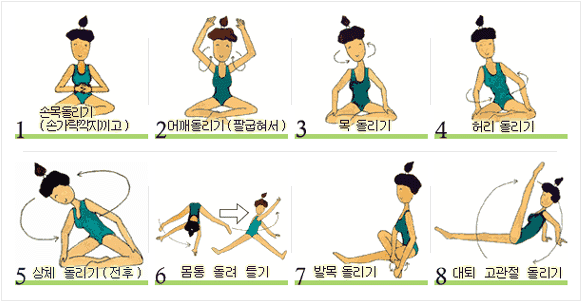 1 손목돌리기
(손가락깍지끼고)
2 어깨돌리기(팔굽혀서)
3 목 돌리기
4 허리 돌리기
5 상체 돌리기(전후)
6 몸통 돌려 틀기
7 발목 돌리기
8 대퇴 고관절 돌리기